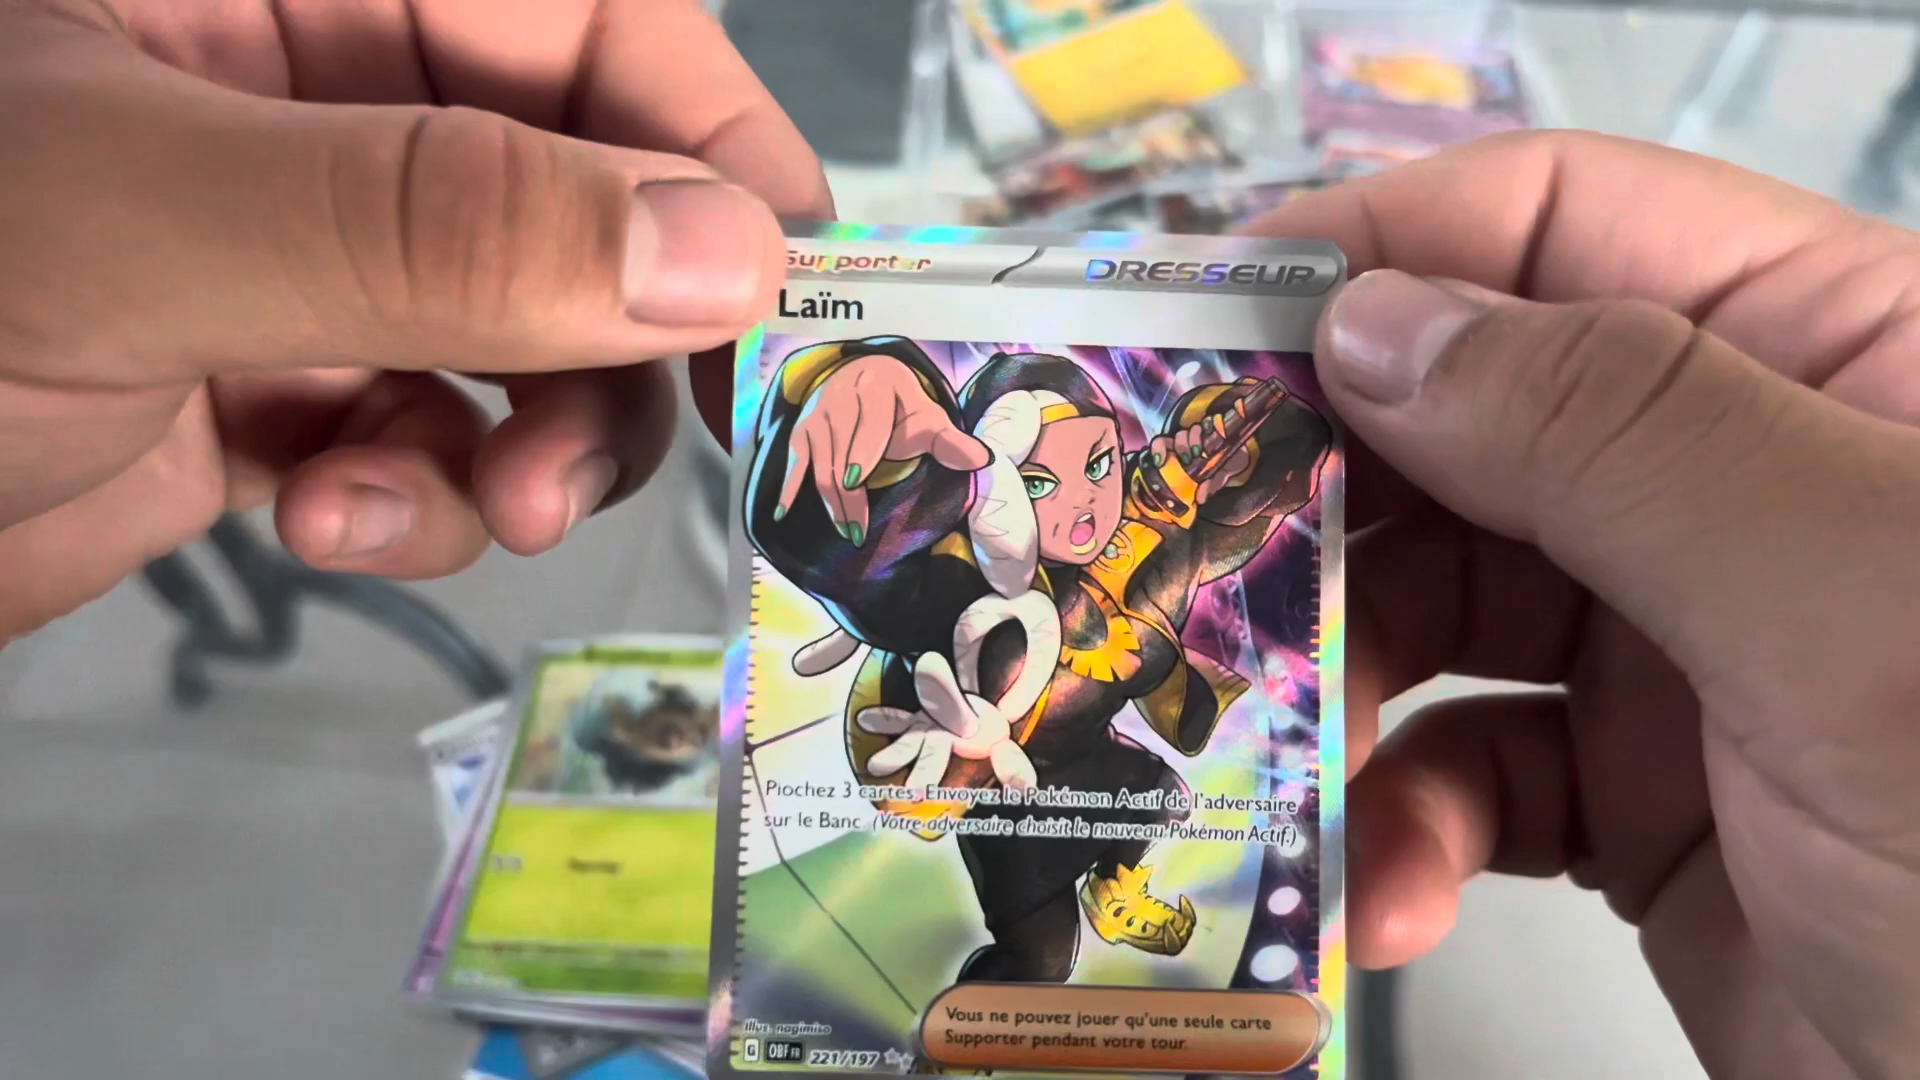 Supporter
DRESSEUR
Laïm
Piochez 3 cartes. Envoyez le Pokémon Actif de l'adversaire
sur le Banc. (Votre adversaire choisit le nouveau Pokémon Actif.)
Vous ne pouvez jouer qu'une seule carte
Supporter pendant votre tour.
Illus. nagimiso
G OBF FR 221/197